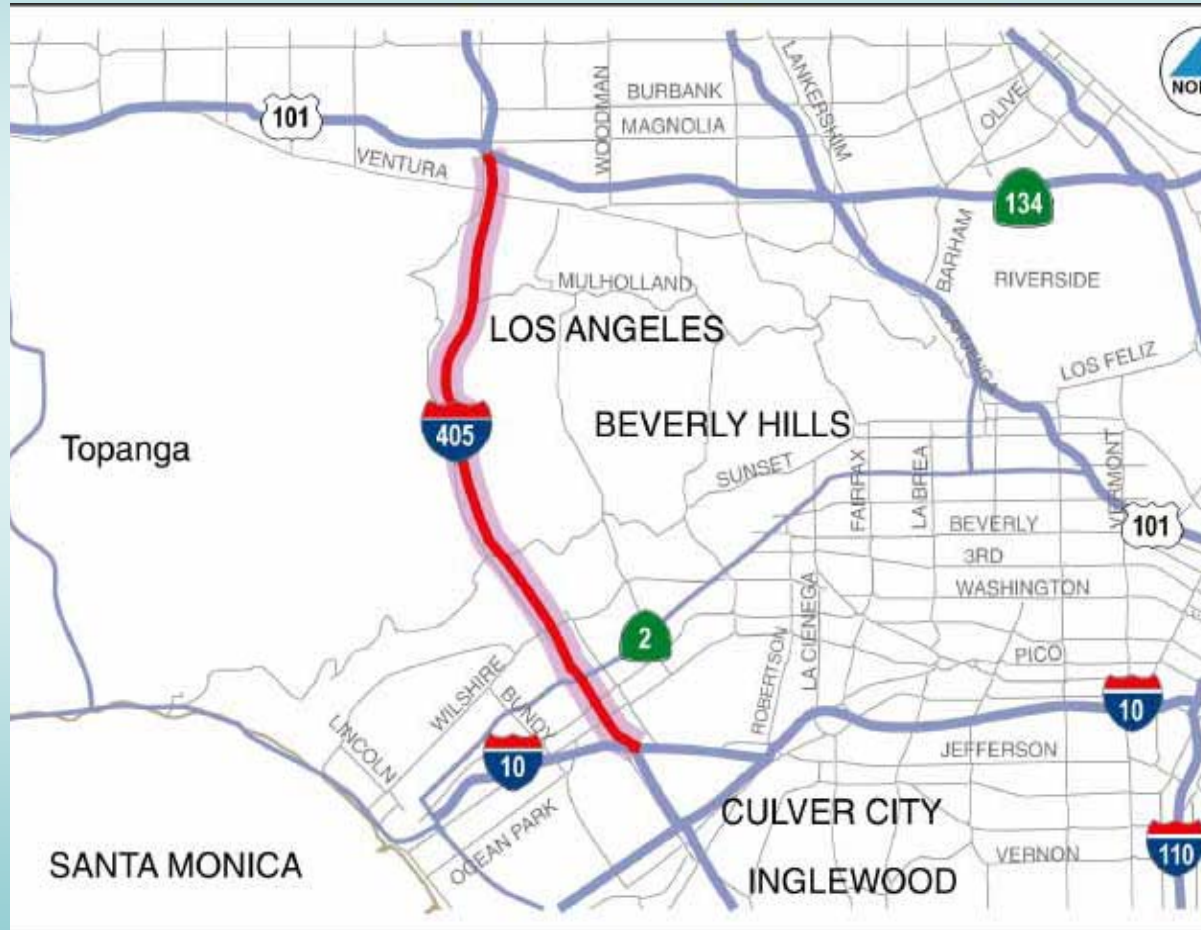 BURBANK
LANKERSHIM
OLIVE
101
WOODMAN
MAGNOLIA
VENTURA
134
BARHAM
RIVERSIDE
MULHOLLAND
LOS ANGELES
LOS FELIZ
405
BEVERLY HILLS
Topanga
SUNSET
FAIRFAX
LA BREA
VERMONT
BEVERLY
101
3RD
WASHINGTON
LA CIENEGA
2
ROBERTSON
PICO
WILSHIRE
BUNDY
LINCOLN
10
10
JEFFERSON
CULVER CITY
OCEAN PARK
SANTA MONICA
VERNON
110
INGLEWOOD